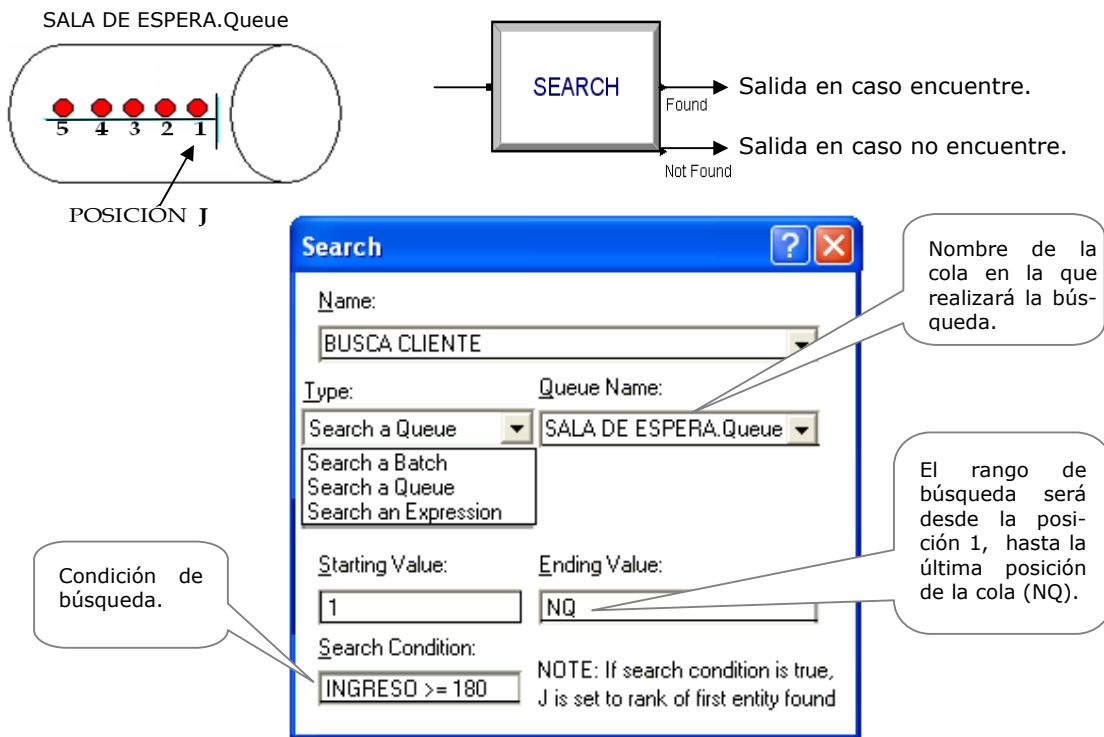 SALA DE ESPERA.Queue
5 4 3 2 1
POSICIÓN J
SEARCH
Found
Salida en caso encuentre.
Not Found
Salida en caso no encuentre.
Search
Name:
BUSCA CLIENTE
Type:
Queue Name:
Search a Queue
SALA DE ESPERA.Queue
Search a Batch
Search a Queue
Search an Expression
Starting Value:
Ending Value:
1
NQ
Search Condition:
INGRESO >= 180
NOTE: If search condition is true,
J is set to rank of first entity found
Nombre de la
cola en la que
realizará la bús-
queda.
El rango de
búsqueda será
desde la posi-
ción 1, hasta la
última posición
de la cola (NQ).
Condición de
búsqueda.